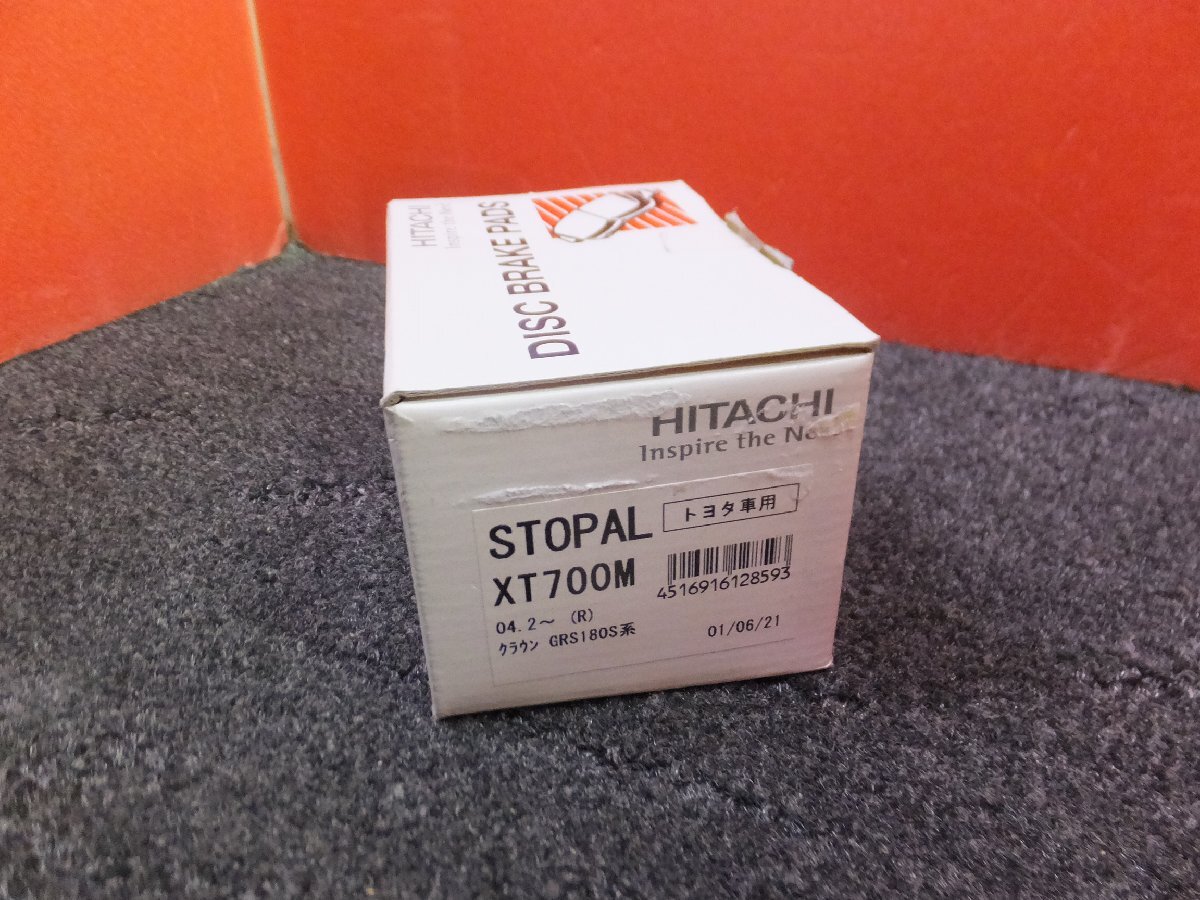 HITACHI
Inspire the Next
DISC BRAKE PADS
HITACHI
Inspire the Ne
STOPAL
トヨタ車用
XT700M
4516916128593
04.2～ (R)
クラウン GRS180S系
01/06/21